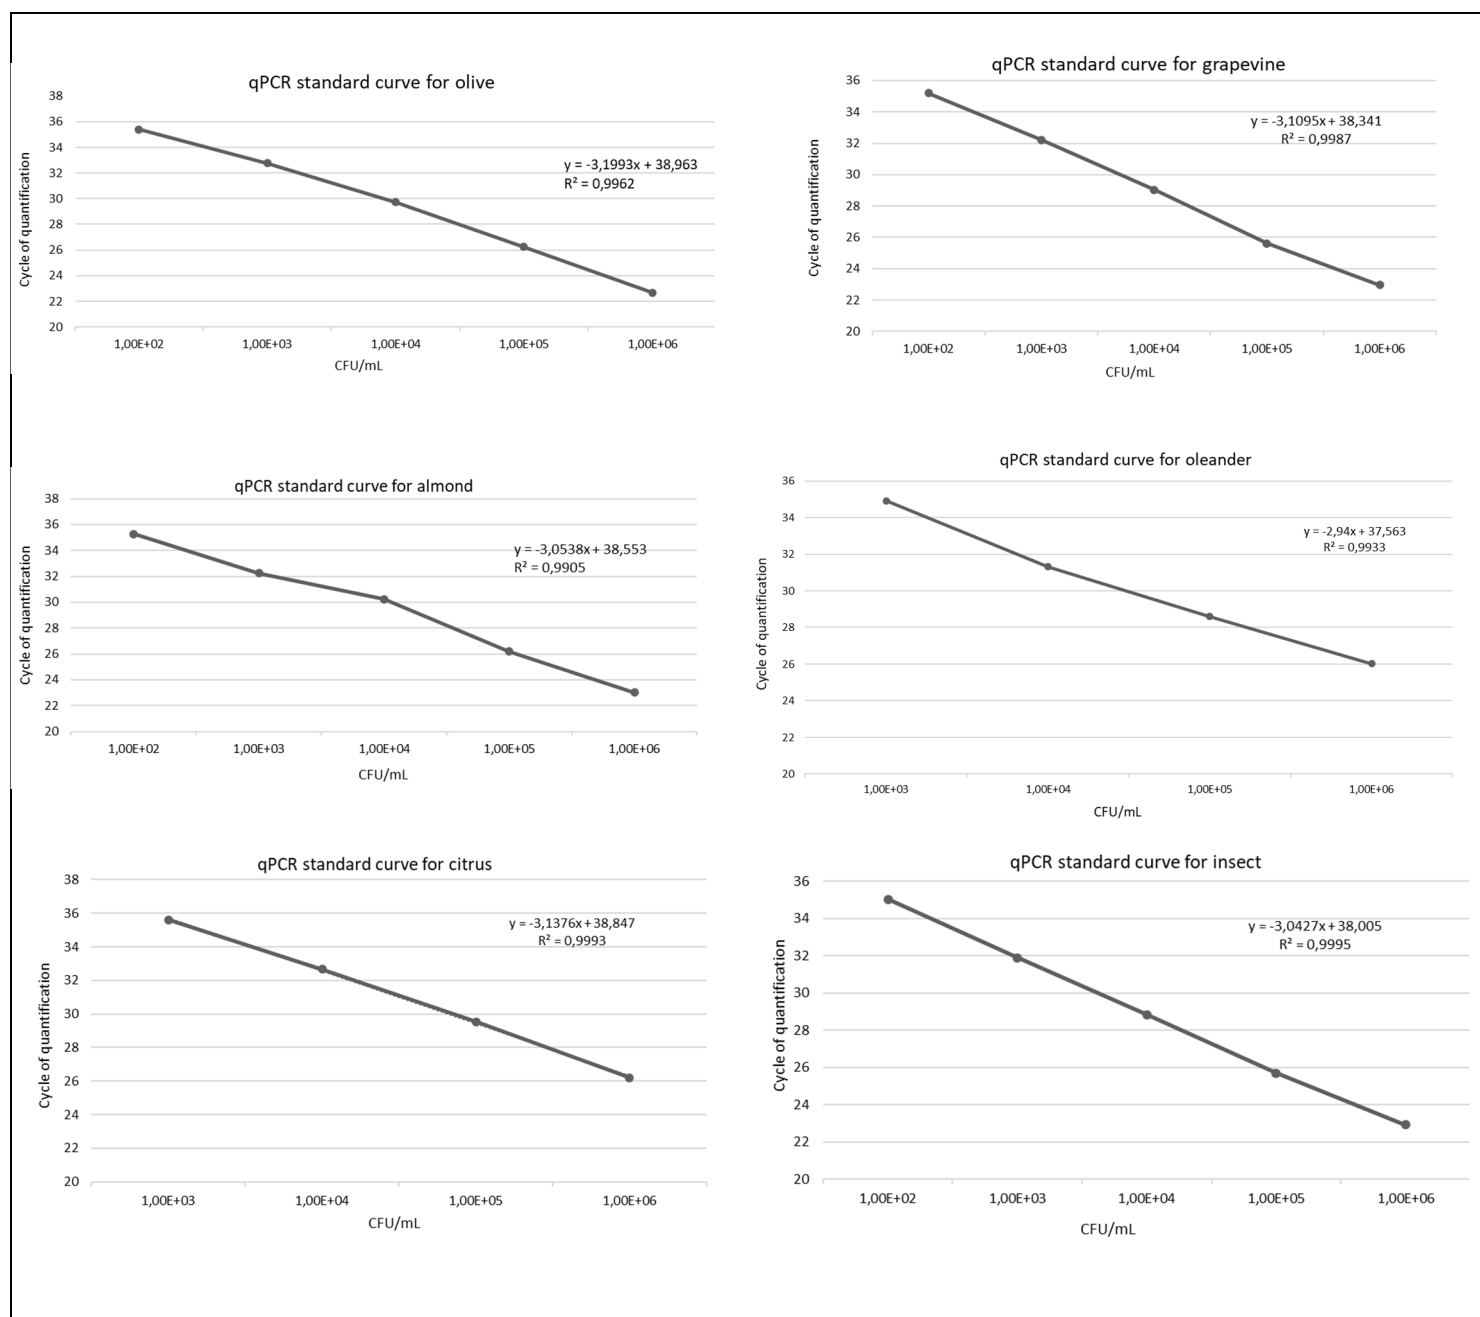 qPCR standard curve for olive
38
36
34
32
30
28
26
24
22
20
Cycle of quantification
y = -3,1993x + 38,963
R² = 0,9962
1,00E+02 1,00E+03 1,00E+04 1,00E+05 1,00E+06
CFU/mL
qPCR standard curve for grapevine
36
34
32
30
28
26
24
22
20
Cycle of quantification
y = -3,1095x + 38,341
R² = 0,9987
1,00E+02 1,00E+03 1,00E+04 1,00E+05 1,00E+06
CFU/mL
qPCR standard curve for almond
38
36
34
32
30
28
26
24
22
20
Cycle of quantification
y = -3,0538x + 38,553
R² = 0,9905
1,00E+02 1,00E+03 1,00E+04 1,00E+05 1,00E+06
CFU/mL
qPCR standard curve for oleander
36
34
32
30
28
26
24
22
20
Cycle of quantification
y = -2,94x + 37,563
R² = 0,9933
1,00E+03 1,00E+04 1,00E+05 1,00E+06
CFU/mL
qPCR standard curve for citrus
38
36
34
32
30
28
26
24
22
20
Cycle of quantification
y = -3,1376x + 38,847
R² = 0,9993
1,00E+03 1,00E+04 1,00E+05 1,00E+06
CFU/mL
qPCR standard curve for insect
36
34
32
30
28
26
24
22
20
Cycle of quantification
y = -3,0427x + 38,005
R² = 0,9995
1,00E+02 1,00E+03 1,00E+04 1,00E+05 1,00E+06
CFU/mL